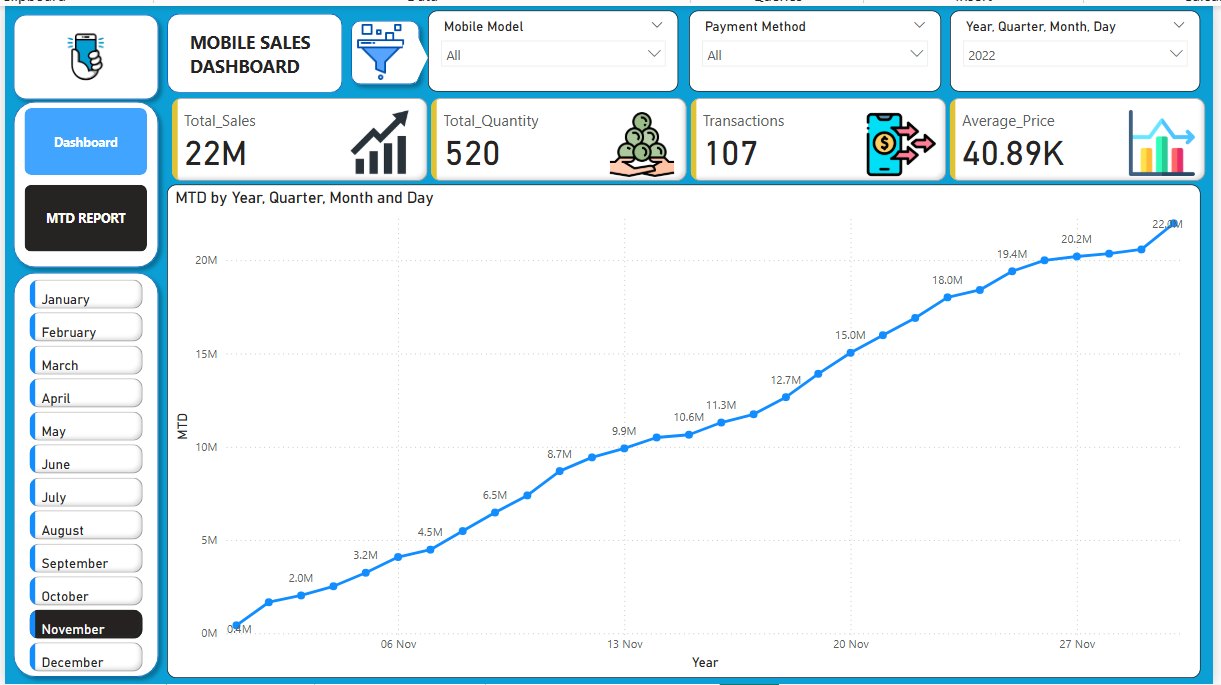 Data
Queries
Insert
MOBILE SALES
DASHBOARD
Mobile Model
All
Payment Method
All
Year, Quarter, Month, Day
2022
Dashboard
MTD REPORT
Total_Sales
22M
Total_Quantity
520
Transactions
107
Average_Price
40.89K
January
February
March
April
May
June
July
August
September
October
November
December
MTD by Year, Quarter, Month and Day
MTD
20M
15M
10M
5M
0M
0.4M
2.0M
3.2M
4.5M
6.5M
8.7M
9.9M
10.6M
11.3M
12.7M
15.0M
18.0M
19.4M
20.2M
22.0M
06 Nov
13 Nov
20 Nov
27 Nov
Year